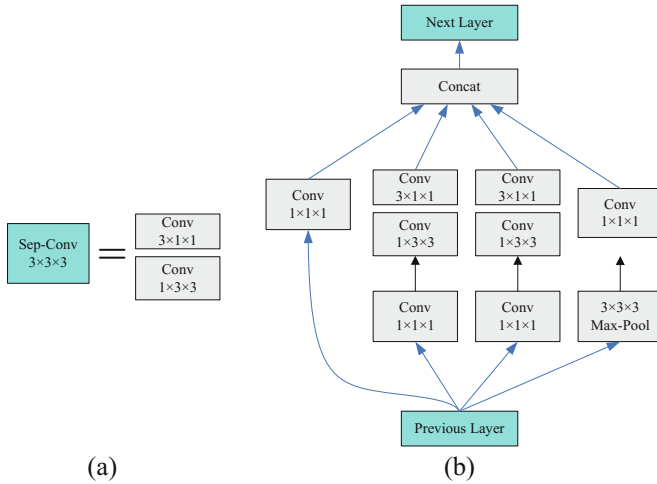 Sep-Conv
3×3×3
=
Conv
3×1×1
Conv
1×3×3
(a)
Next Layer
Concat
Conv
1×1×1
Conv
3×1×1
Conv
1×3×3
Conv
1×1×1
Conv
3×1×1
Conv
1×3×3
Conv
1×1×1
Conv
1×1×1
3×3×3
Max-Pool
Previous Layer
(b)